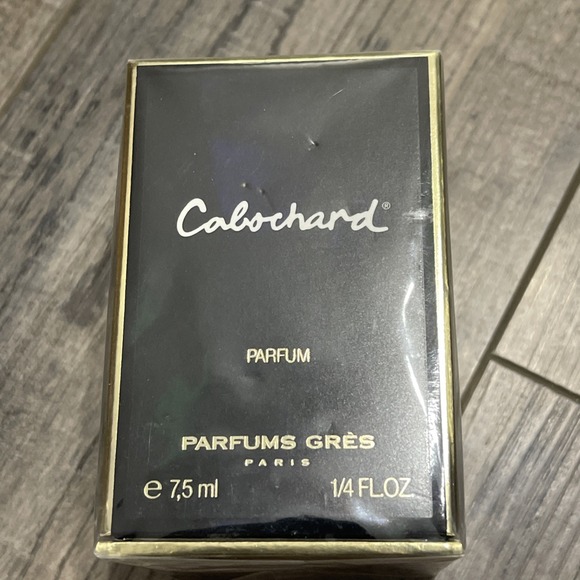 Cabochard®
PARFUM
PARFUMS GRÈS
PARIS
e 7,5 ml 1/4 FL.OZ.